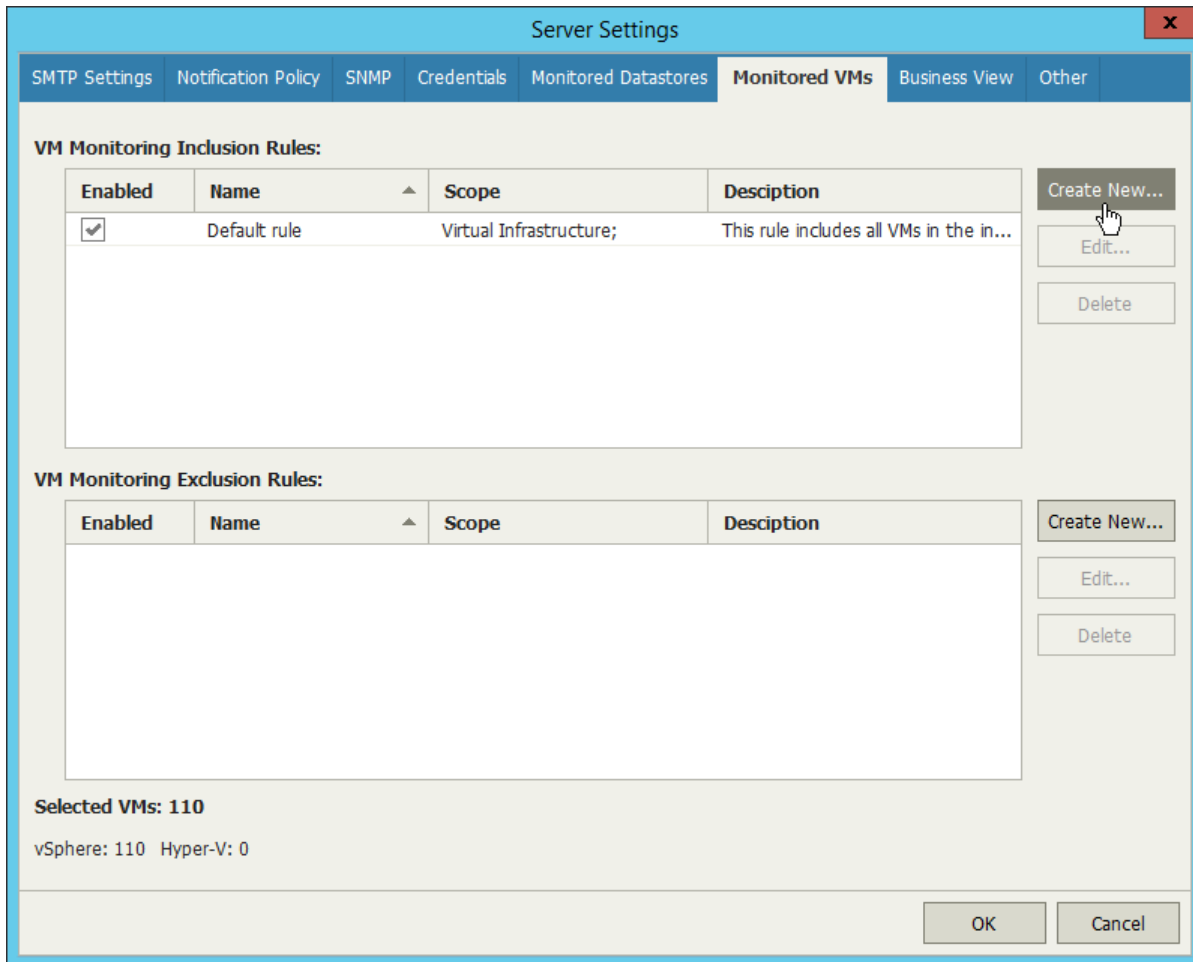 Server Settings
x
SMTP Settings Notification Policy SNMP Credentials Monitored Datastores Monitored VMs Business View Other
VM Monitoring Inclusion Rules:
Enabled Name Scope Desciption
Default rule Virtual Infrastructure; This rule includes all VMs in the in...
Create New...
Edit...
Delete
VM Monitoring Exclusion Rules:
Enabled Name Scope Desciption
Create New...
Edit...
Delete
Selected VMs: 110
vSphere: 110 Hyper-V: 0
OK Cancel